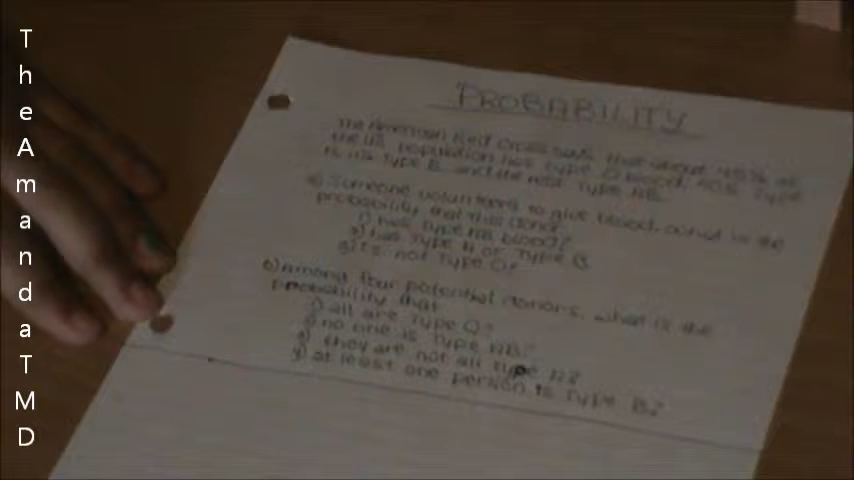 TheAmandaTMD
PROBABILITY
The American Red Cross says that about 45% of
the U.S. population has Type O blood, 40% Type
Type B and the rest Type AB.
a) Someone volunteers to give blood, what is the
probability that this donor
1) has Type AB blood?
2) has Type A or Type B
3) is not Type O?
b) Among four potential donors, what is the
probability that
1) all are Type O?
2) no one is Type AB?
3) they are not all Type A?
4) at least one person is Type B?